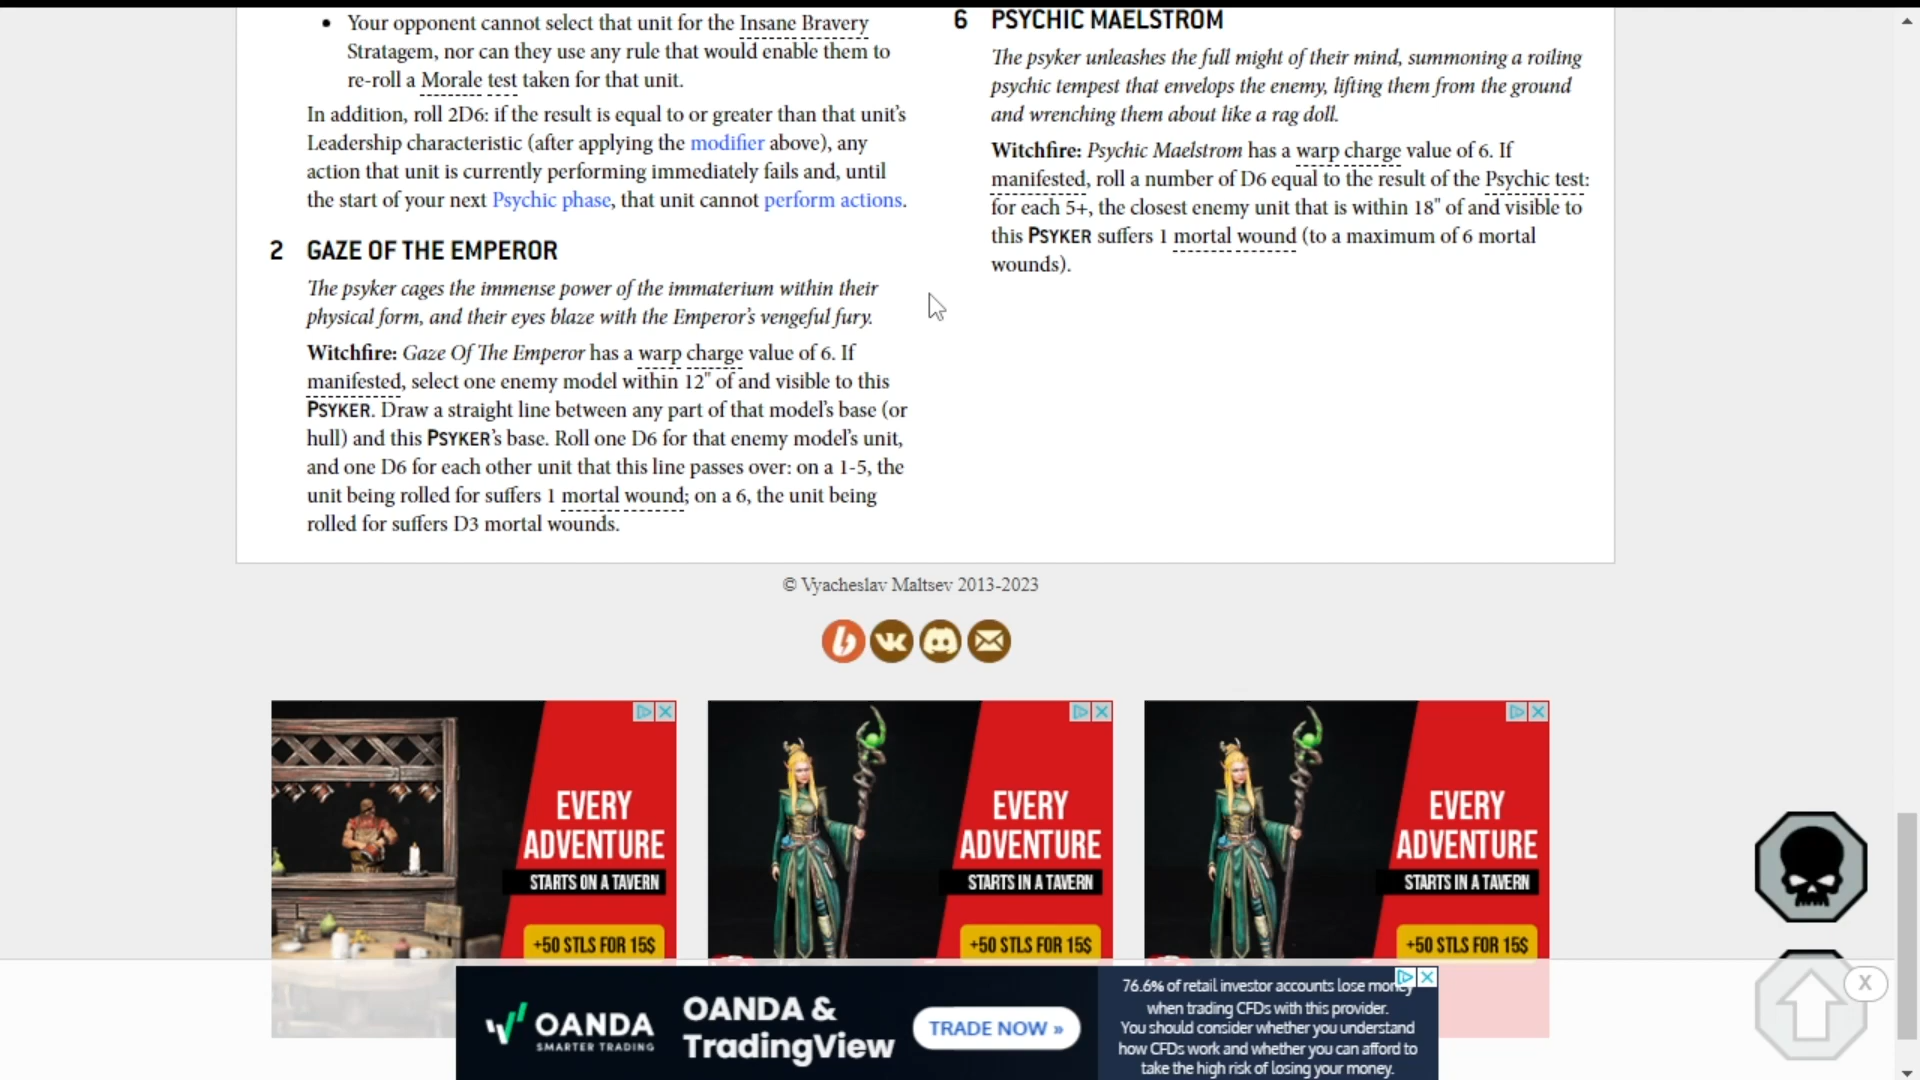 • Your opponent cannot select that unit for the Insane Bravery
Stratagem, nor can they use any rule that would enable them to
re-roll a Morale test taken for that unit.
In addition, roll 2D6: if the result is equal to or greater than that unit’s
Leadership characteristic (after applying the modifier above), any
action that unit is currently performing immediately fails and, until
the start of your next Psychic phase, that unit cannot perform actions.
2 GAZE OF THE EMPEROR
The psyker cages the immense power of the immaterium within their
physical form, and their eyes blaze with the Emperor’s vengeful fury.
Witchfire: Gaze Of The Emperor has a warp charge value of 6. If
manifested, select one enemy model within 12" of and visible to this
PSYKER. Draw a straight line between any part of that model’s base (or
hull) and this PSYKER’s base. Roll one D6 for that enemy model’s unit,
and one D6 for each other unit that this line passes over: on a 1-5, the
unit being rolled for suffers 1 mortal wound; on a 6, the unit being
rolled for suffers D3 mortal wounds.
6 PSYCHIC MAELSTROM
The psyker unleashes the full might of their mind, summoning a roiling
psychic tempest that envelops the enemy, lifting them from the ground
and wrenching them about like a rag doll.
Witchfire: Psychic Maelstrom has a warp charge value of 6. If
manifested, roll a number of D6 equal to the result of the Psychic test:
for each 5+, the closest enemy unit that is within 18" of and visible to
this PSYKER suffers 1 mortal wound (to a maximum of 6 mortal
wounds).
© Vyacheslav Maltsev 2013-2023
EVERY
ADVENTURE
STARTS ON A TAVERN
+50 STLS FOR 15$
EVERY
ADVENTURE
STARTS IN A TAVERN
+50 STLS FOR 15$
EVERY
ADVENTURE
STARTS IN A TAVERN
+50 STLS FOR 15$
X
OANDA
SMARTER TRADING
OANDA &
TradingView
TRADE NOW »
76.6% of retail investor accounts lose money
when trading CFDs with this provider.
You should consider whether you understand
how CFDs work and whether you can afford to
take the high risk of losing your money.